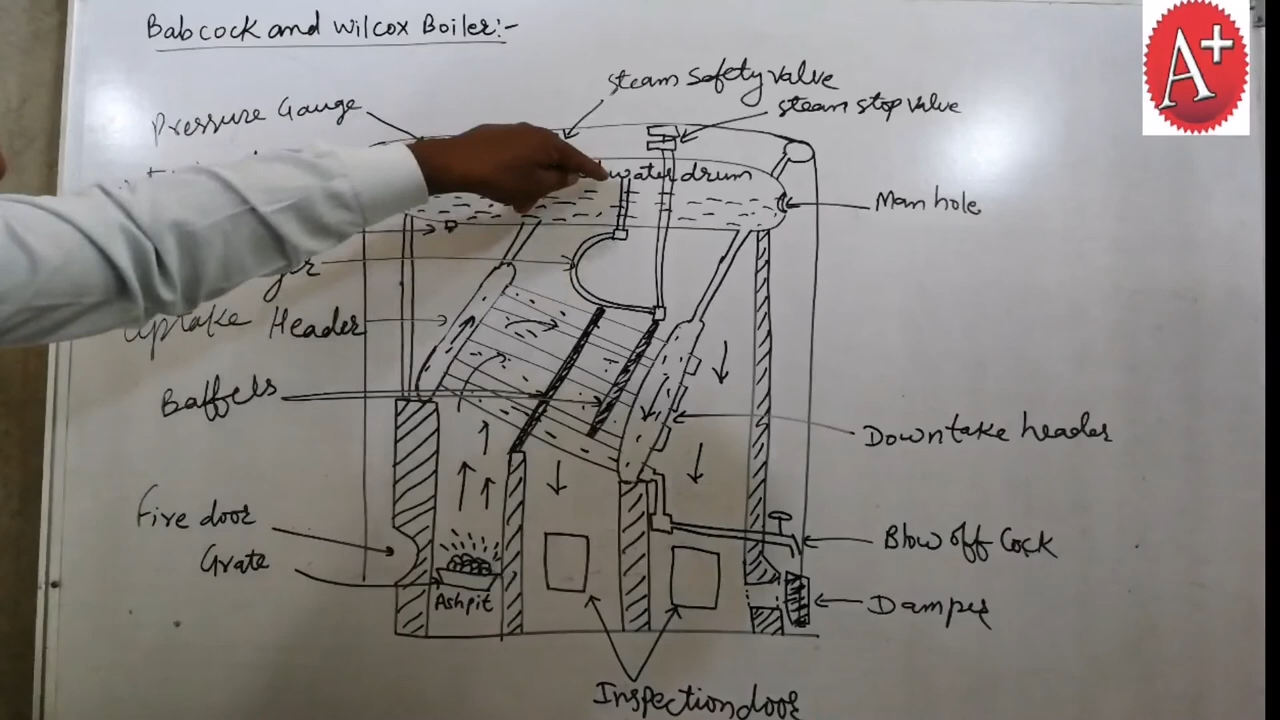 Babcock and Wilcox Boiler:-
A+
steam safety valve
steam stop valve
Pressure Gauge
water drum
Man hole
Uptake Header
Baffels
Downtake header
Fire door
Grate
Ashpit
Blow off Cock
Damper
Inspection door